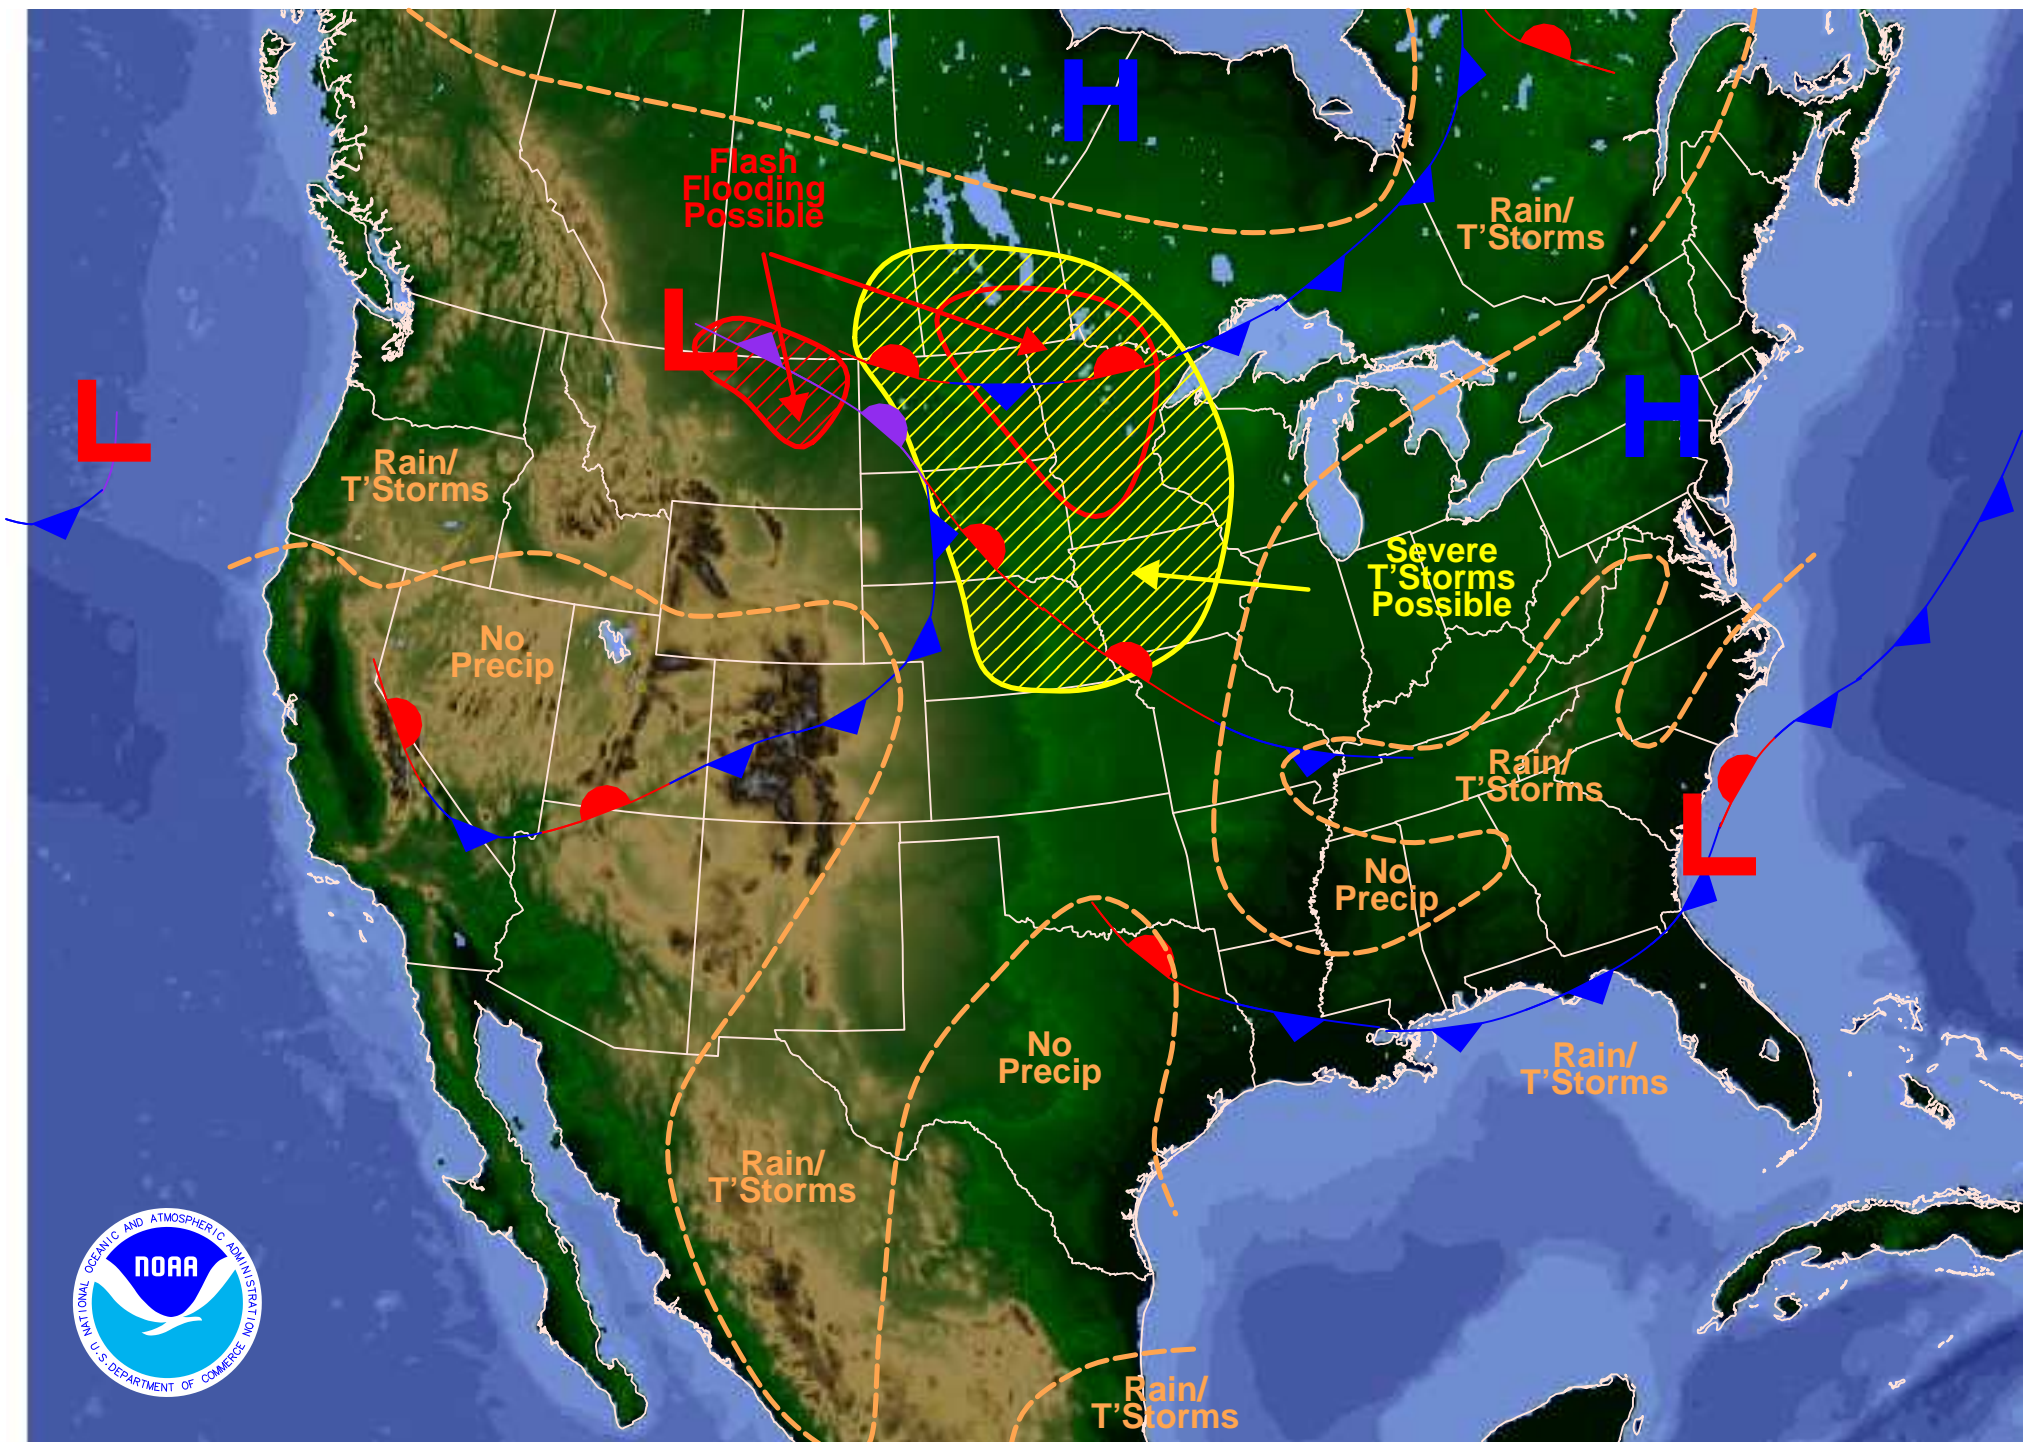 H
Flash
Flooding
Possible
Rain/
T'Storms
L
L
H
Rain/
T'Storms
Severe
T'Storms
Possible
No
Precip
Rain/
T'Storms
L
No
Precip
No
Precip
Rain/
T'Storms
Rain/
T'Storms
NATIONAL OCEANIC AND ATMOSPHERIC ADMINISTRATION
NOAA
U.S. DEPARTMENT OF COMMERCE
Rain/
T'Storms